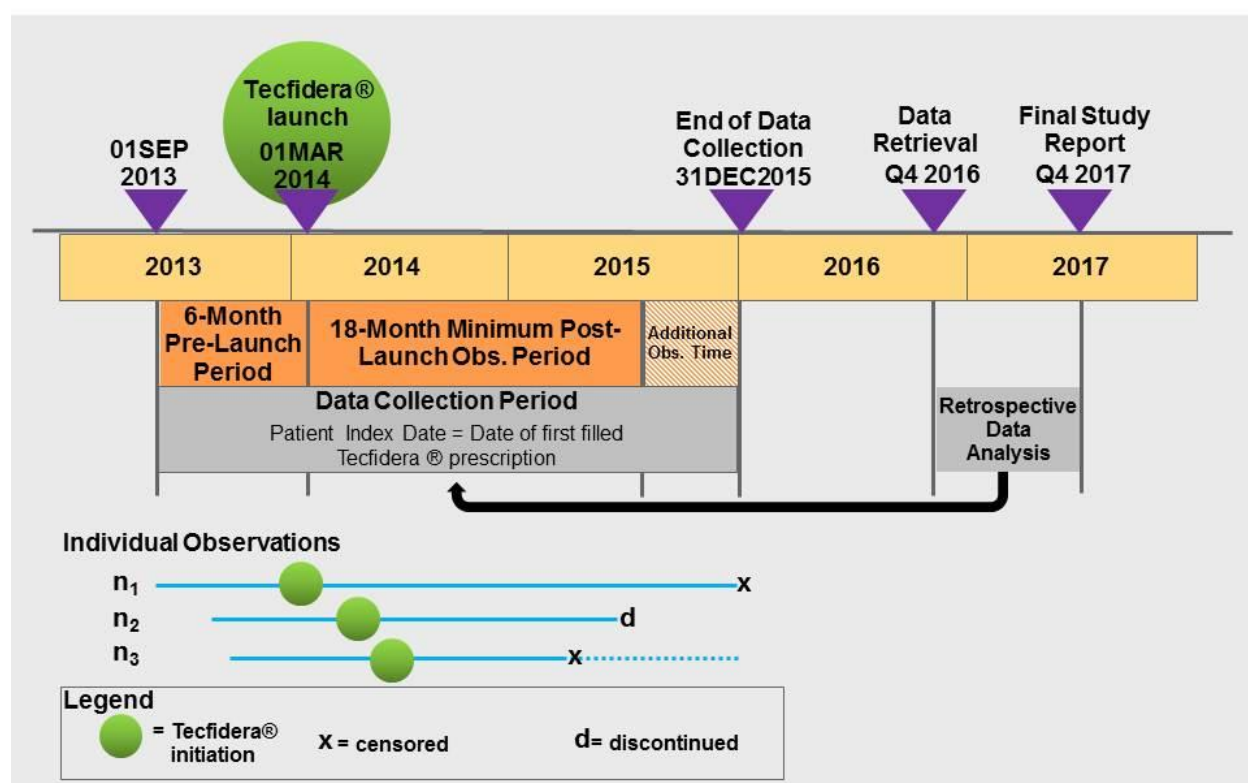 Tecfidera®
launch
01MAR
2014
01SEP
2013
End of Data
Collection
31DEC2015
Data
Retrieval
Q4 2016
Final Study
Report
Q4 2017
2013
2014
2015
2016
2017
6-Month
Pre-Launch
Period
18-Month Minimum Post-
Launch Obs. Period
Additional
Obs. Time
Data Collection Period
Patient Index Date = Date of first filled
Tecfidera ® prescription
Retrospective
Data
Analysis
Individual Observations
n₁
x
n₂
d
n₃
x
Legend
= Tecfidera®
initiation
x = censored
d= discontinued